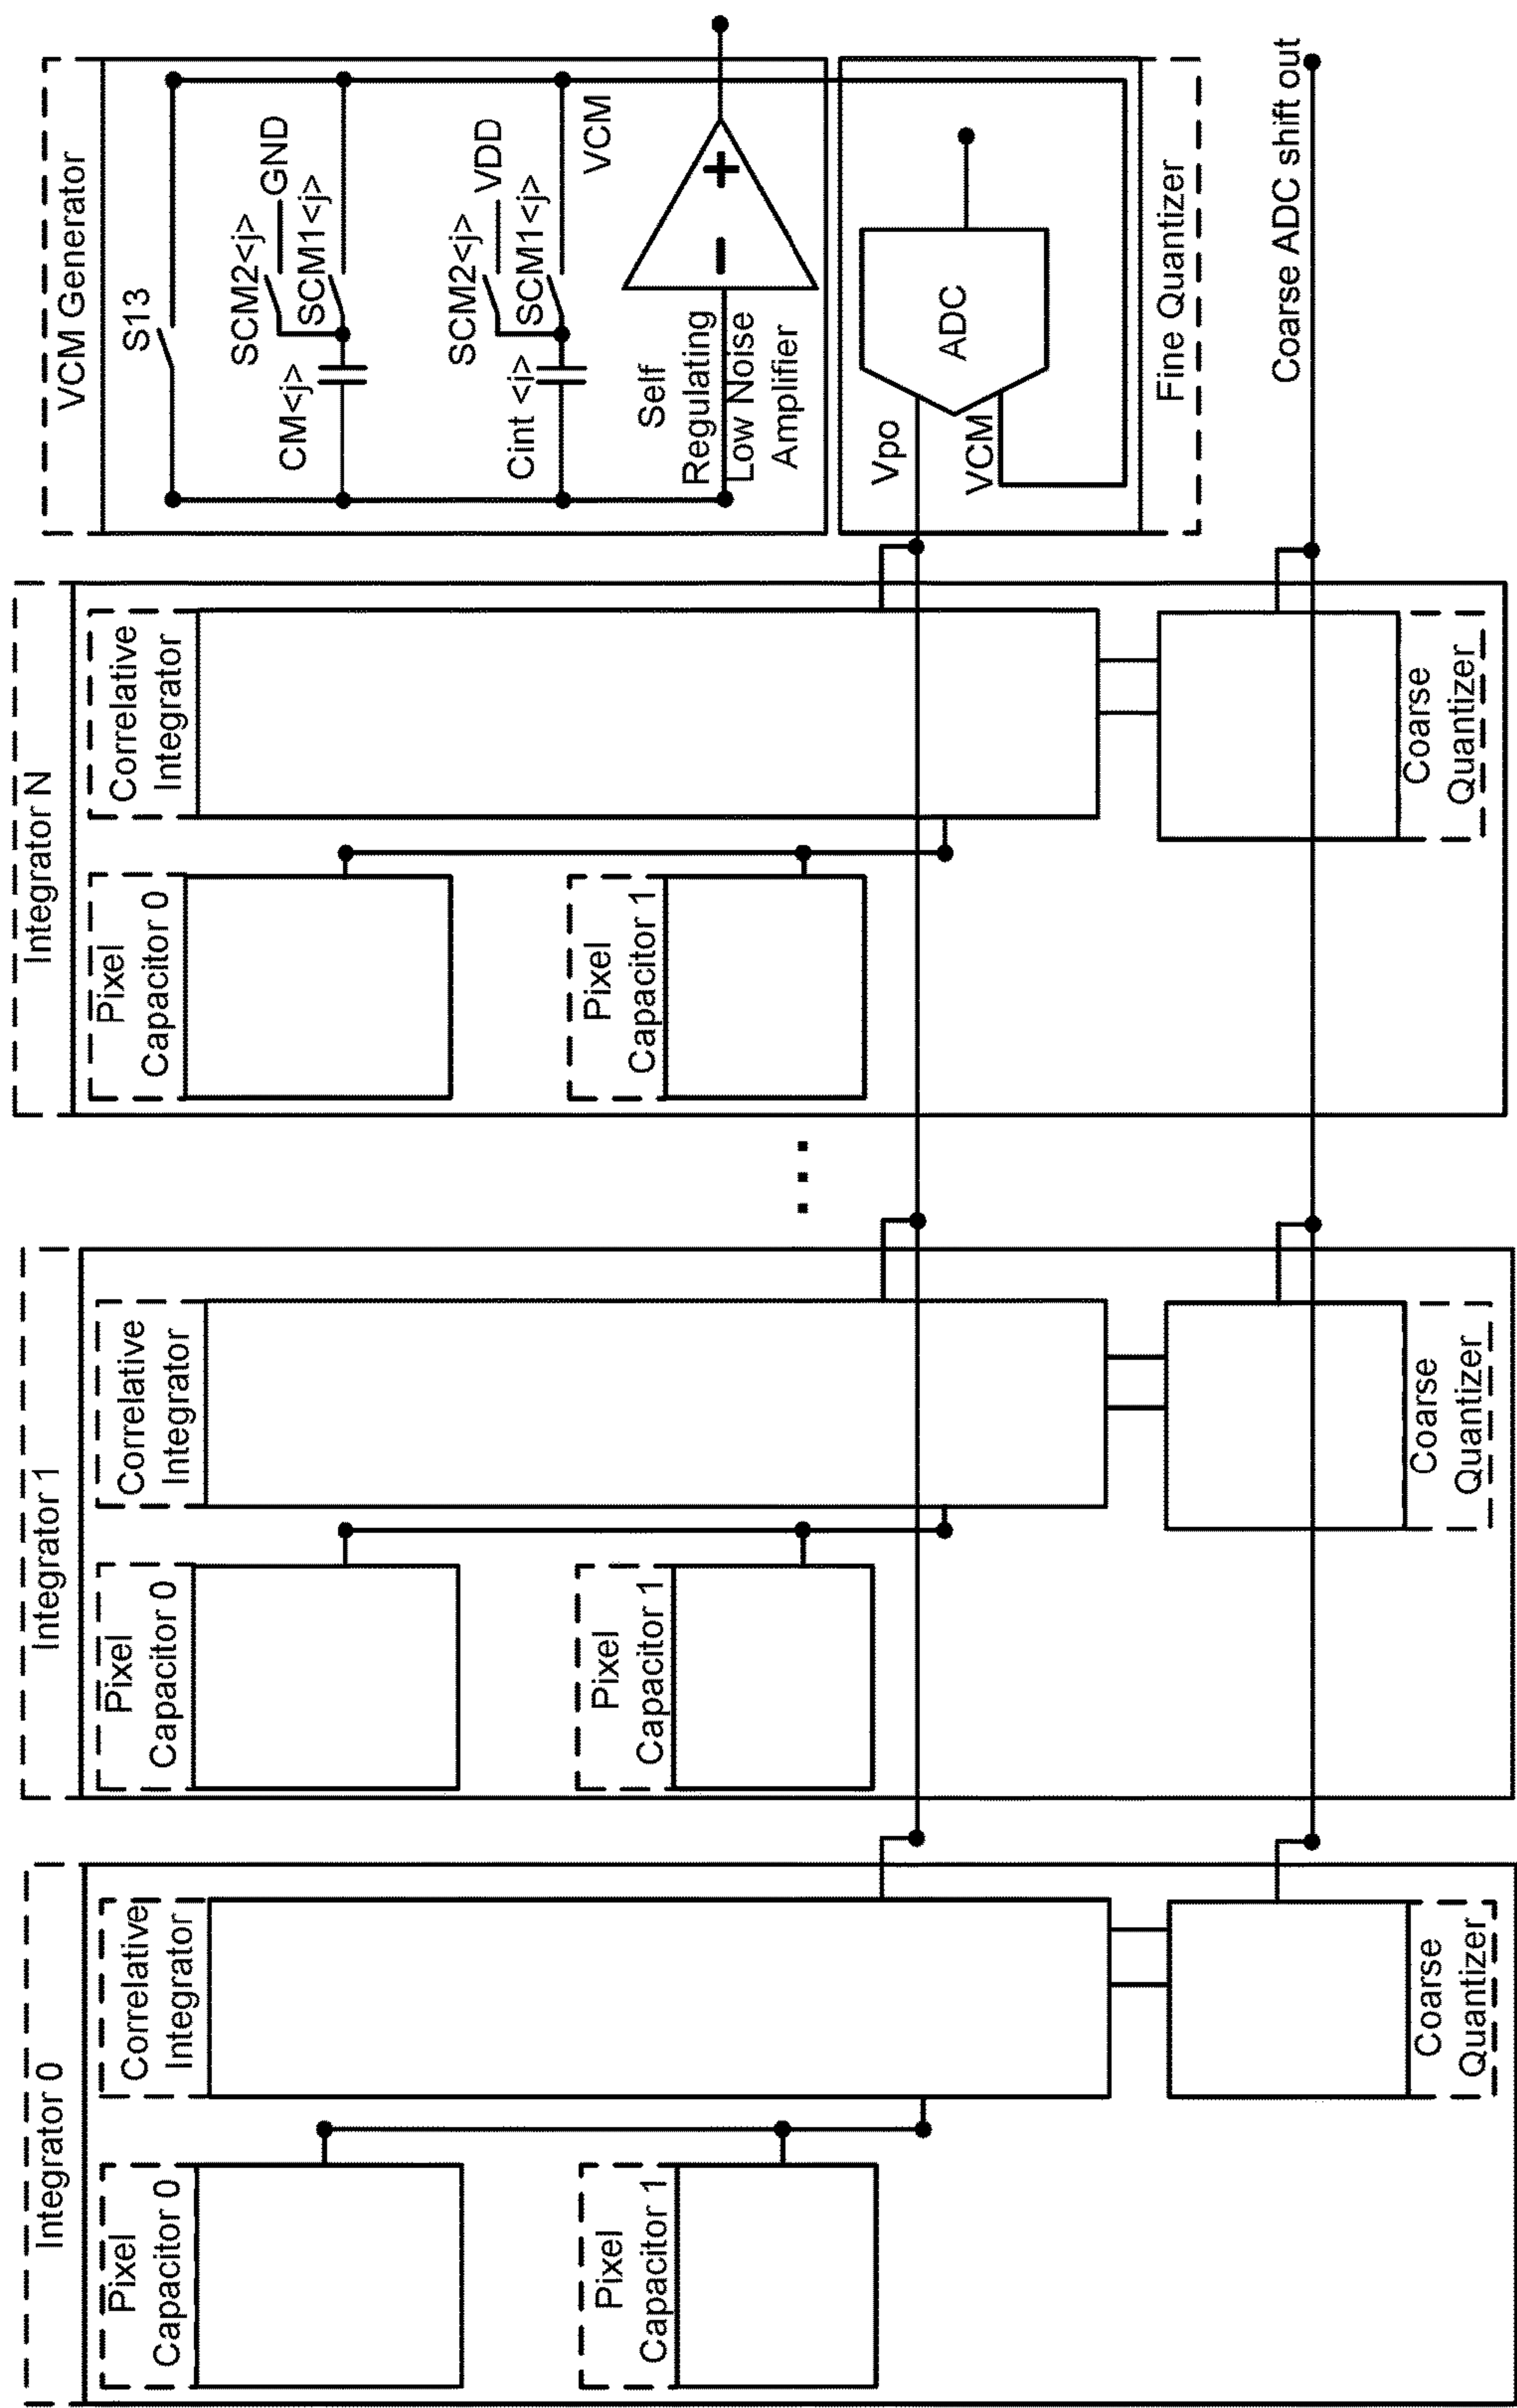 Integrator 0
Pixel
Capacitor 0
Pixel
Capacitor 1
Correlative
Integrator
Coarse
Quantizer
Integrator 1
Pixel
Capacitor 0
Pixel
Capacitor 1
Correlative
Integrator
Coarse
Quantizer
...
Integrator N
Pixel
Capacitor 0
Pixel
Capacitor 1
Correlative
Integrator
Coarse
Quantizer
VCM Generator
S13
SCM2<j>
GND
CM<j>
SCM1<j>
SCM2<j>
VDD
Cint <j>
SCM1<j>
VCM
Self
Regulating
Low Noise
Amplifier
− +
Vpo
VCM
ADC
Fine Quantizer
Coarse ADC shift out